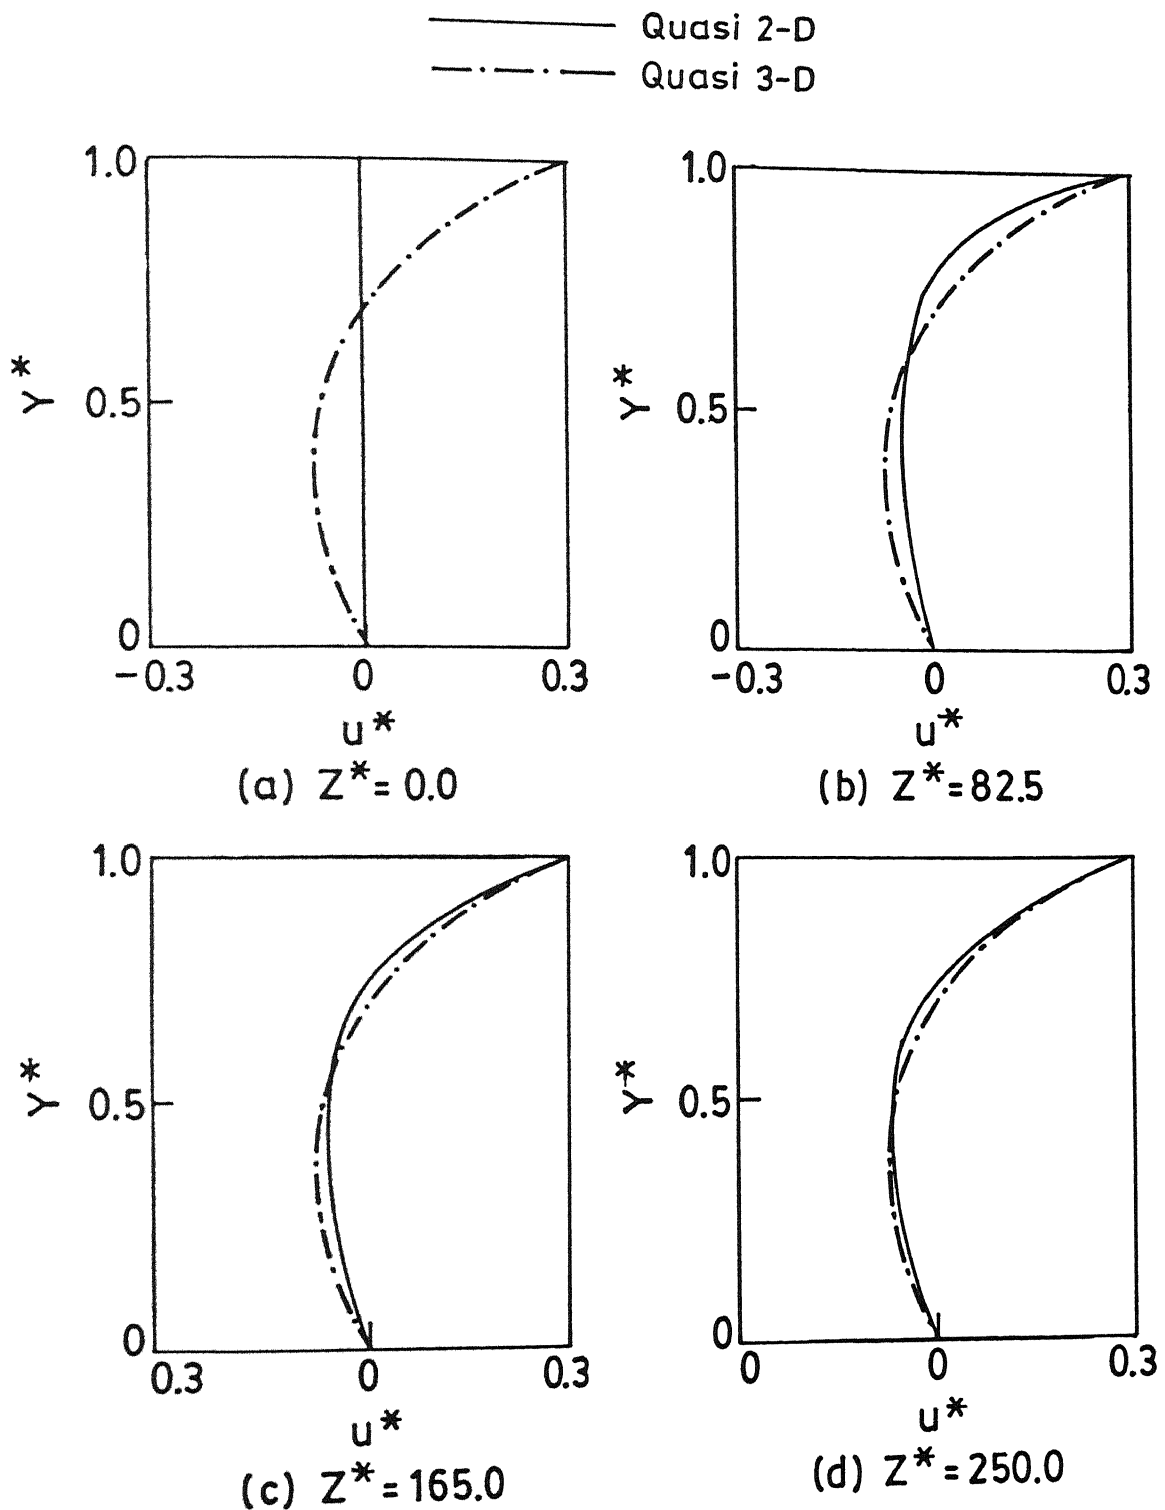 Quasi 2-D
Quasi 3-D
1.0
0.5
0
Y*
-0.3 0 0.3
u*
(a) Z*= 0.0
1.0
0.5
0
Y*
-0.3 0 0.3
u*
(b) Z*=82.5
1.0
0.5
0
Y*
0.3 0 0.3
u*
(c) Z*=165.0
1.0
0.5
0
Y*
0 0 0.3
u*
(d) Z*=250.0